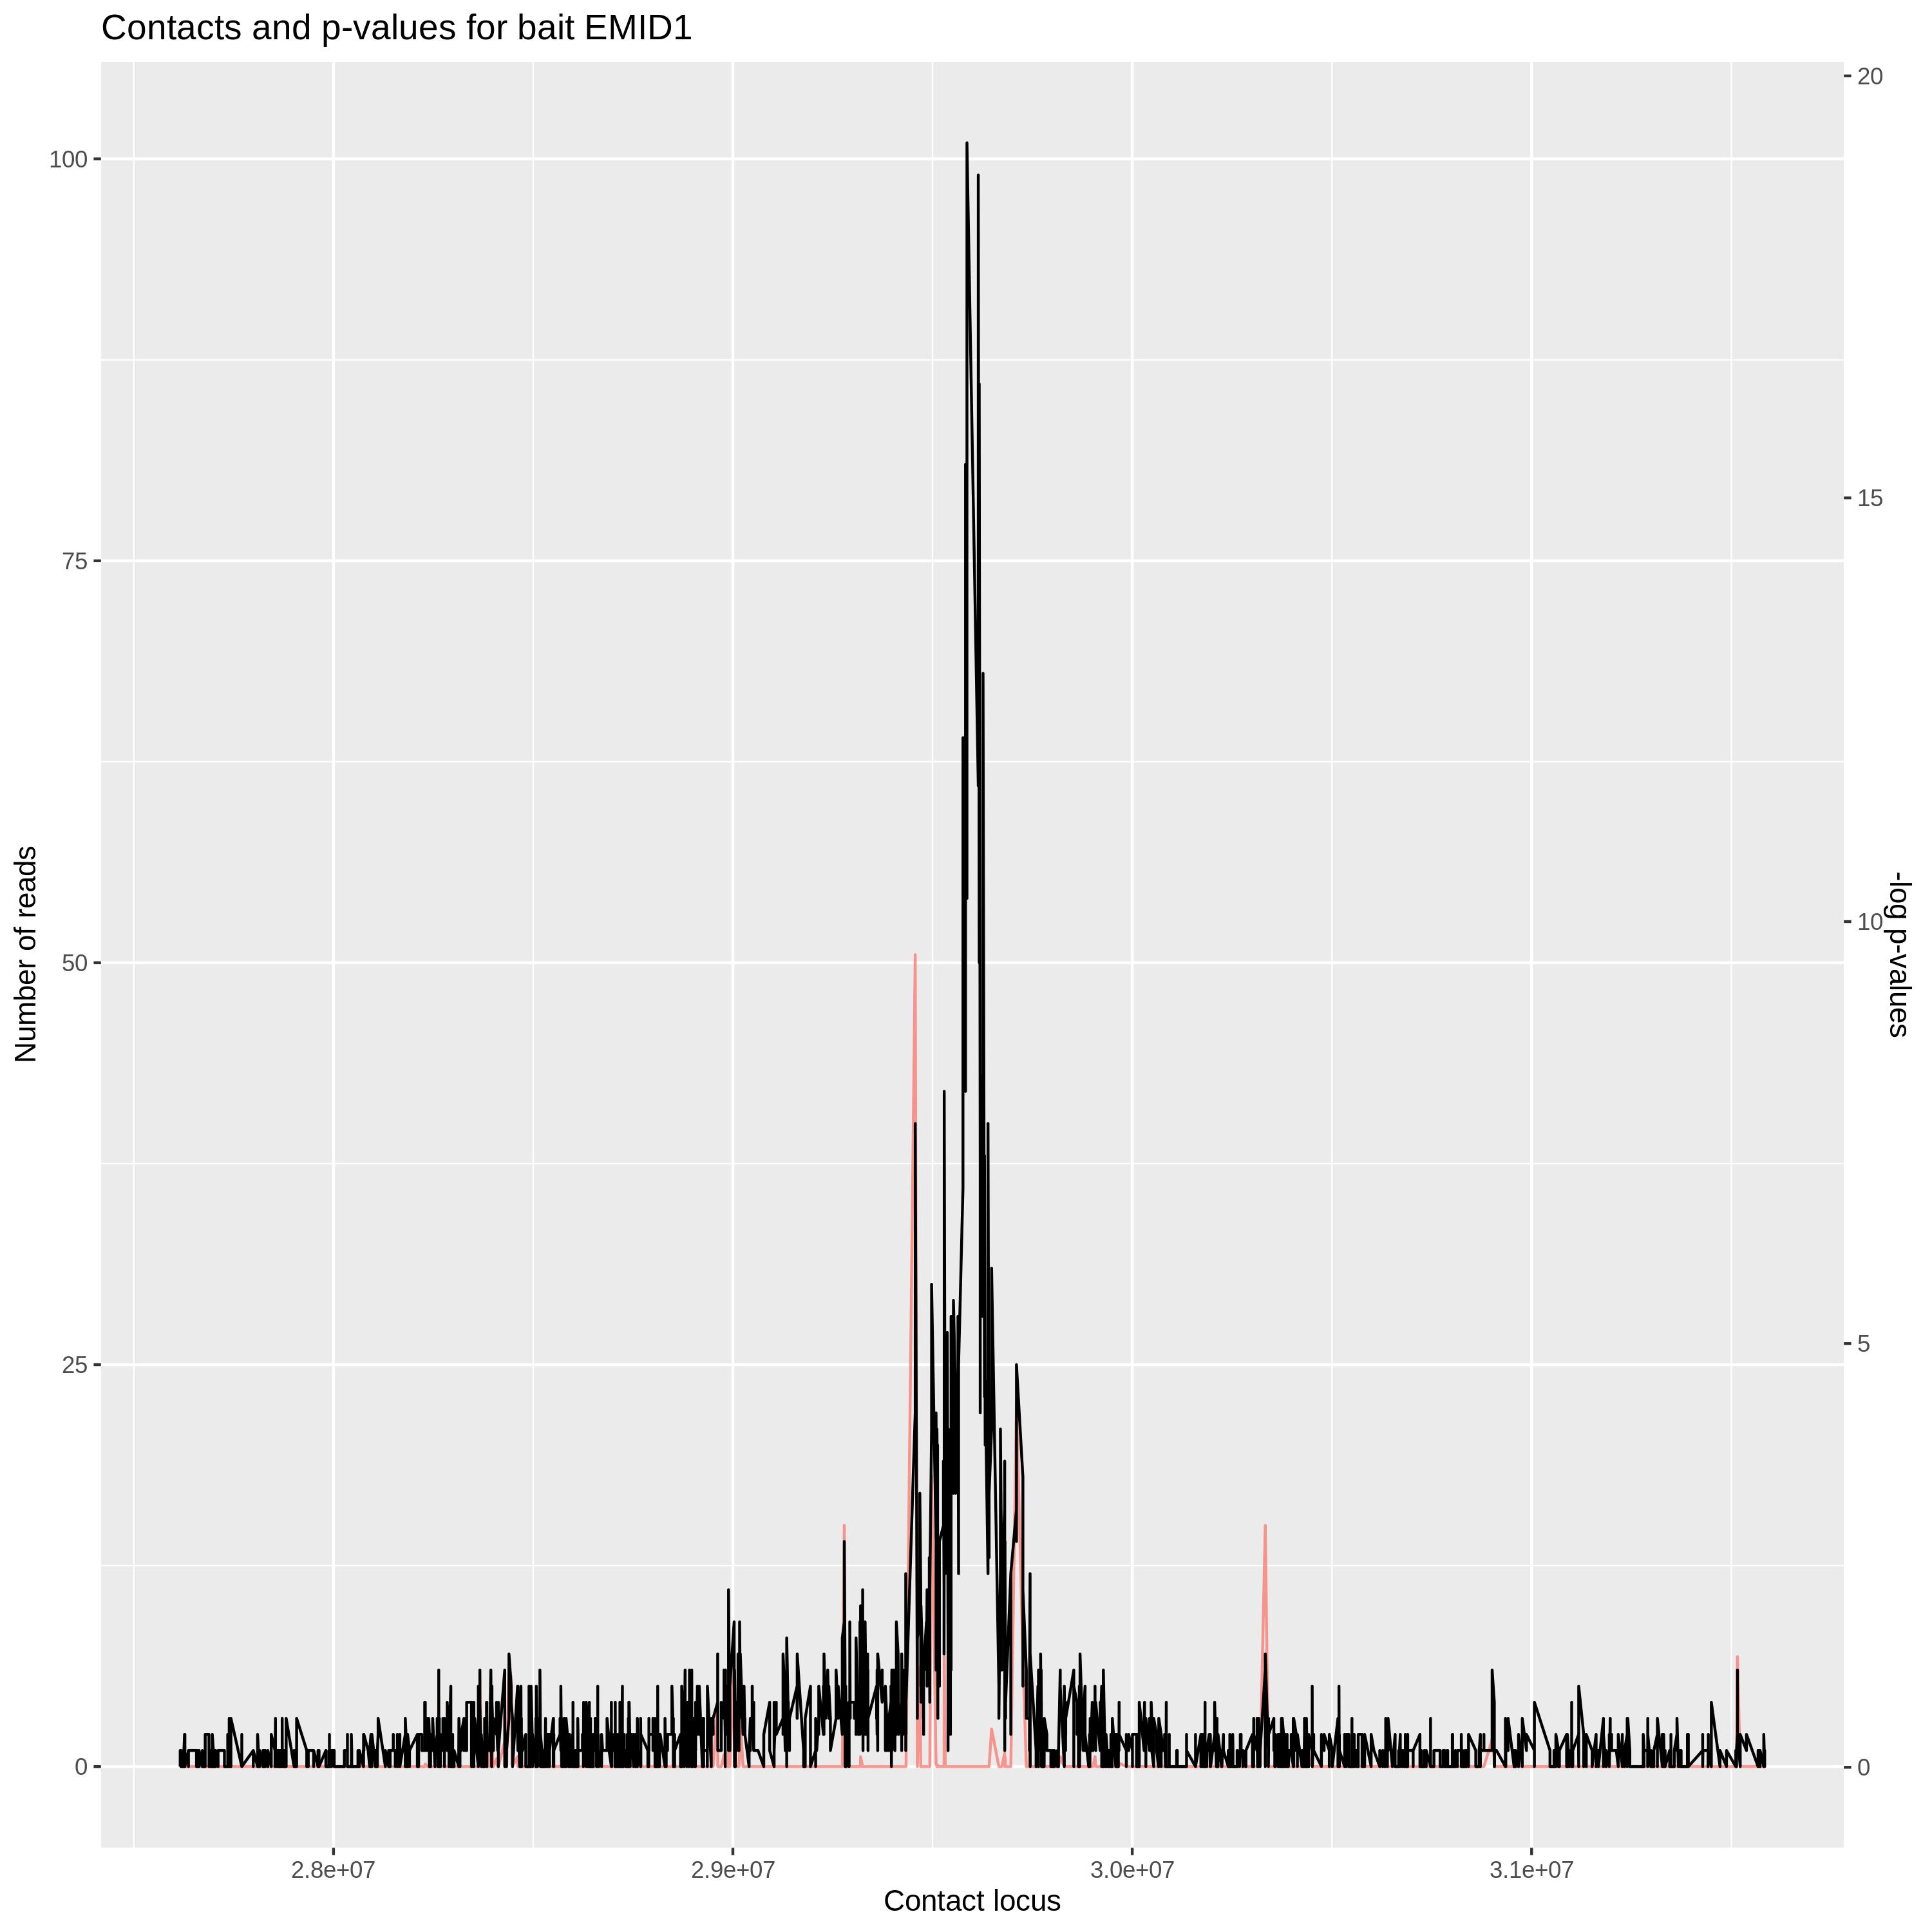 Contacts and p-values for bait EMID1
100
75
50
25
0
Number of reads
20
15
10
5
0
-log p-values
2.8e+07 2.9e+07 3.0e+07 3.1e+07
Contact locus